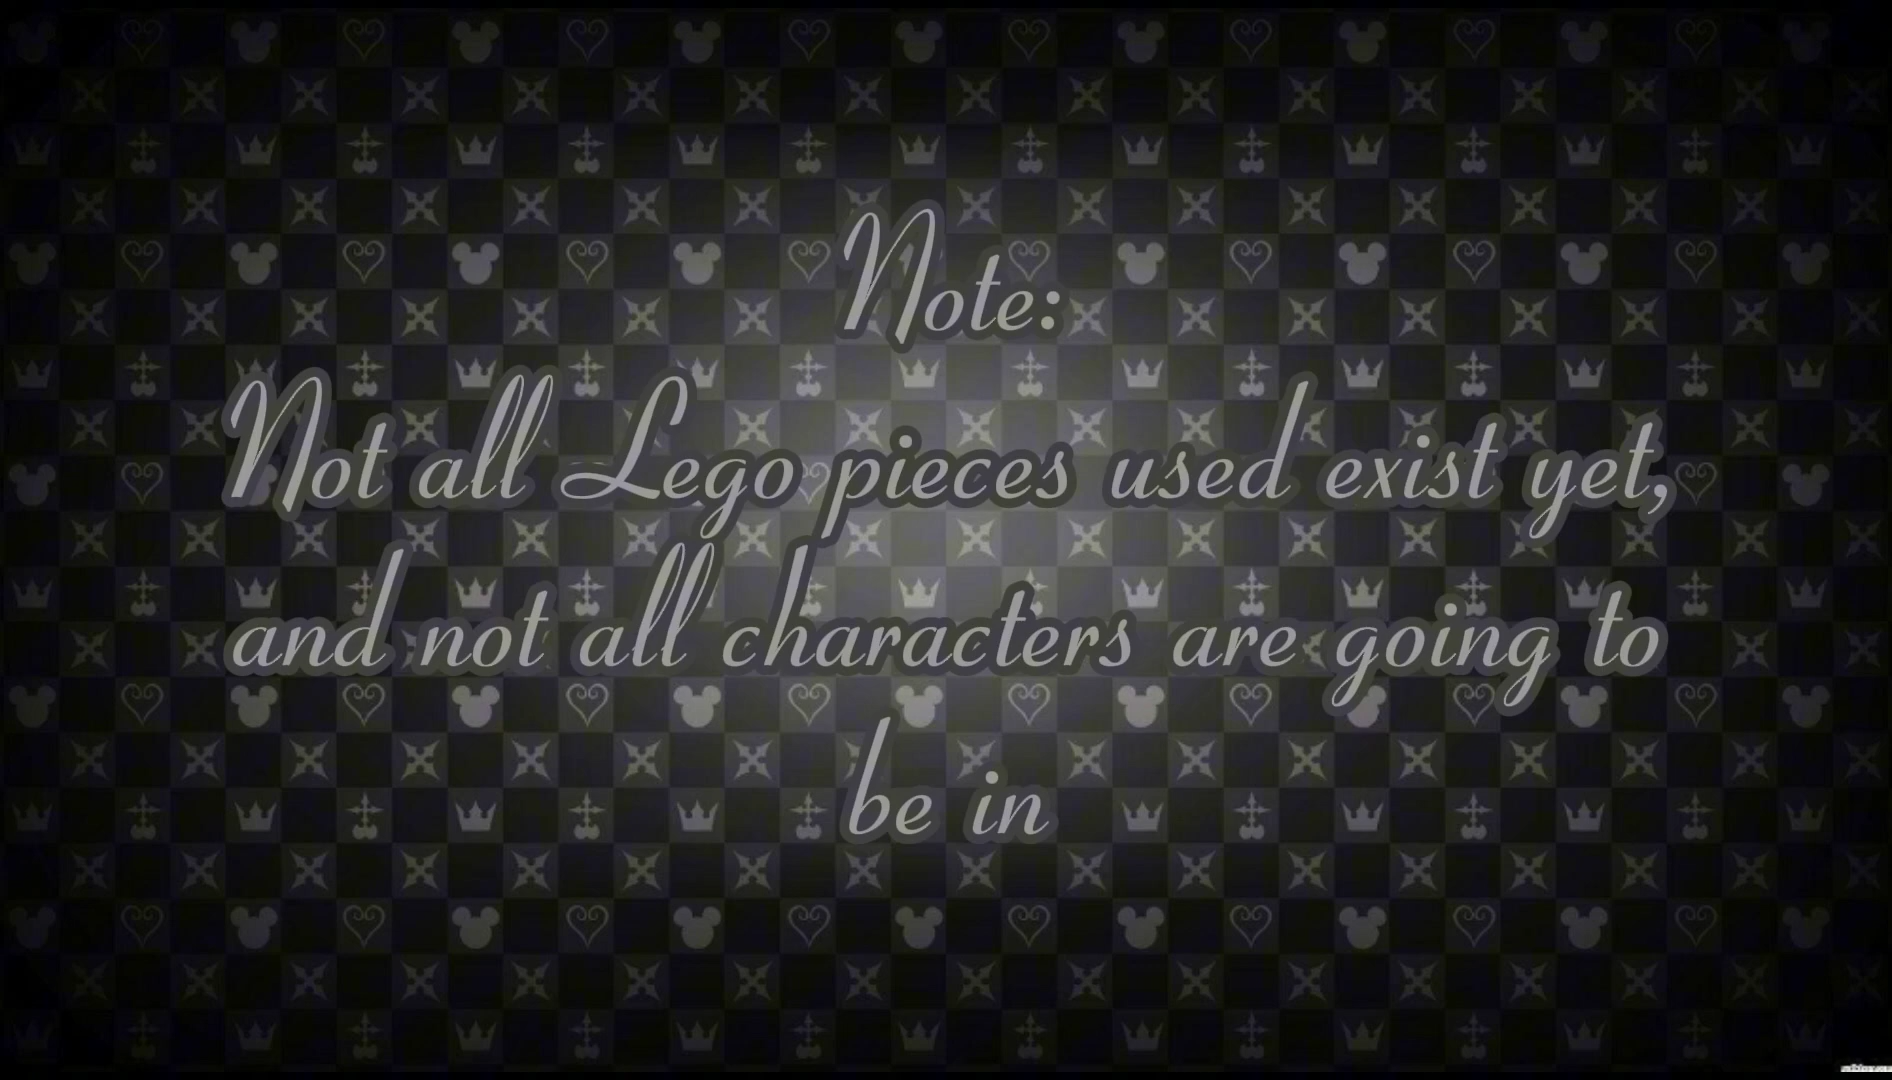 Note:
Not all Lego pieces used exist yet,
and not all characters are going to
be in